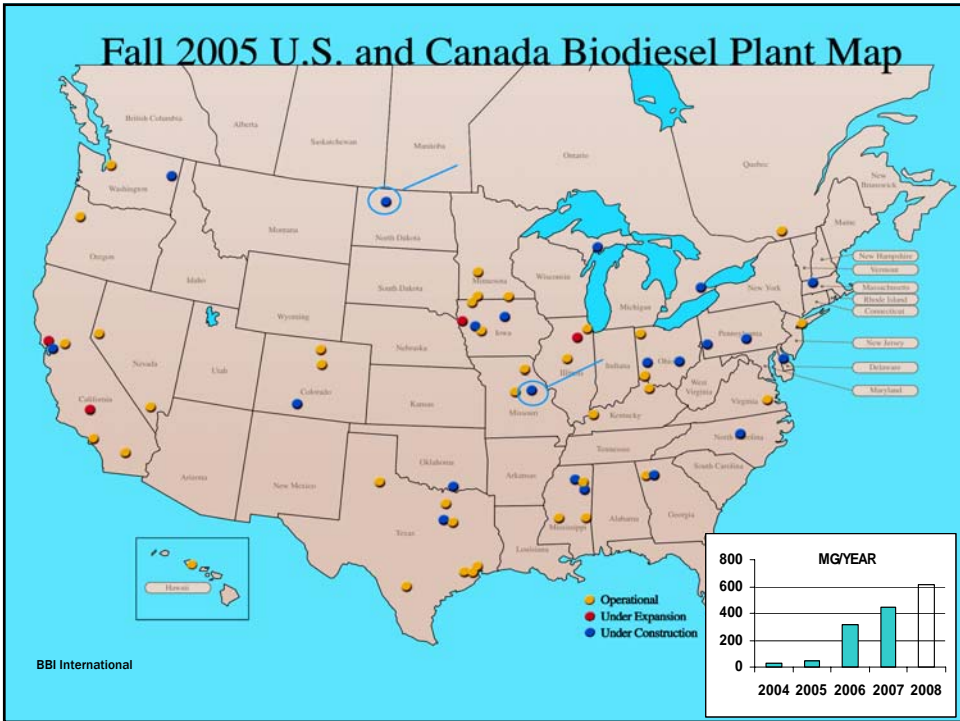 Fall 2005 U.S. and Canada Biodiesel Plant Map
British Columbia
Alberta
Saskatchewan
Manitoba
Ontario
Quebec
New
Brunswick
Washington
Montana
North Dakota
Minnesota
Maine
Oregon
Idaho
South Dakota
Wisconsin
Michigan
New York
New Hampshire
Vermont
Massachusetts
Rhode Island
Connecticut
Wyoming
Iowa
Pennsylvania
Nevada
Utah
Nebraska
Illinois
Indiana
Ohio
New Jersey
California
Colorado
Kansas
Missouri
West
Virginia
Virginia
Delaware
Maryland
Kentucky
Arizona
New Mexico
Oklahoma
Arkansas
Tennessee
North Carolina
South Carolina
Texas
Louisiana
Mississippi
Alabama
Georgia
Hawaii
Operational
Under Expansion
Under Construction
BBI International
MG/YEAR
800
600
400
200
0
2004 2005 2006 2007 2008